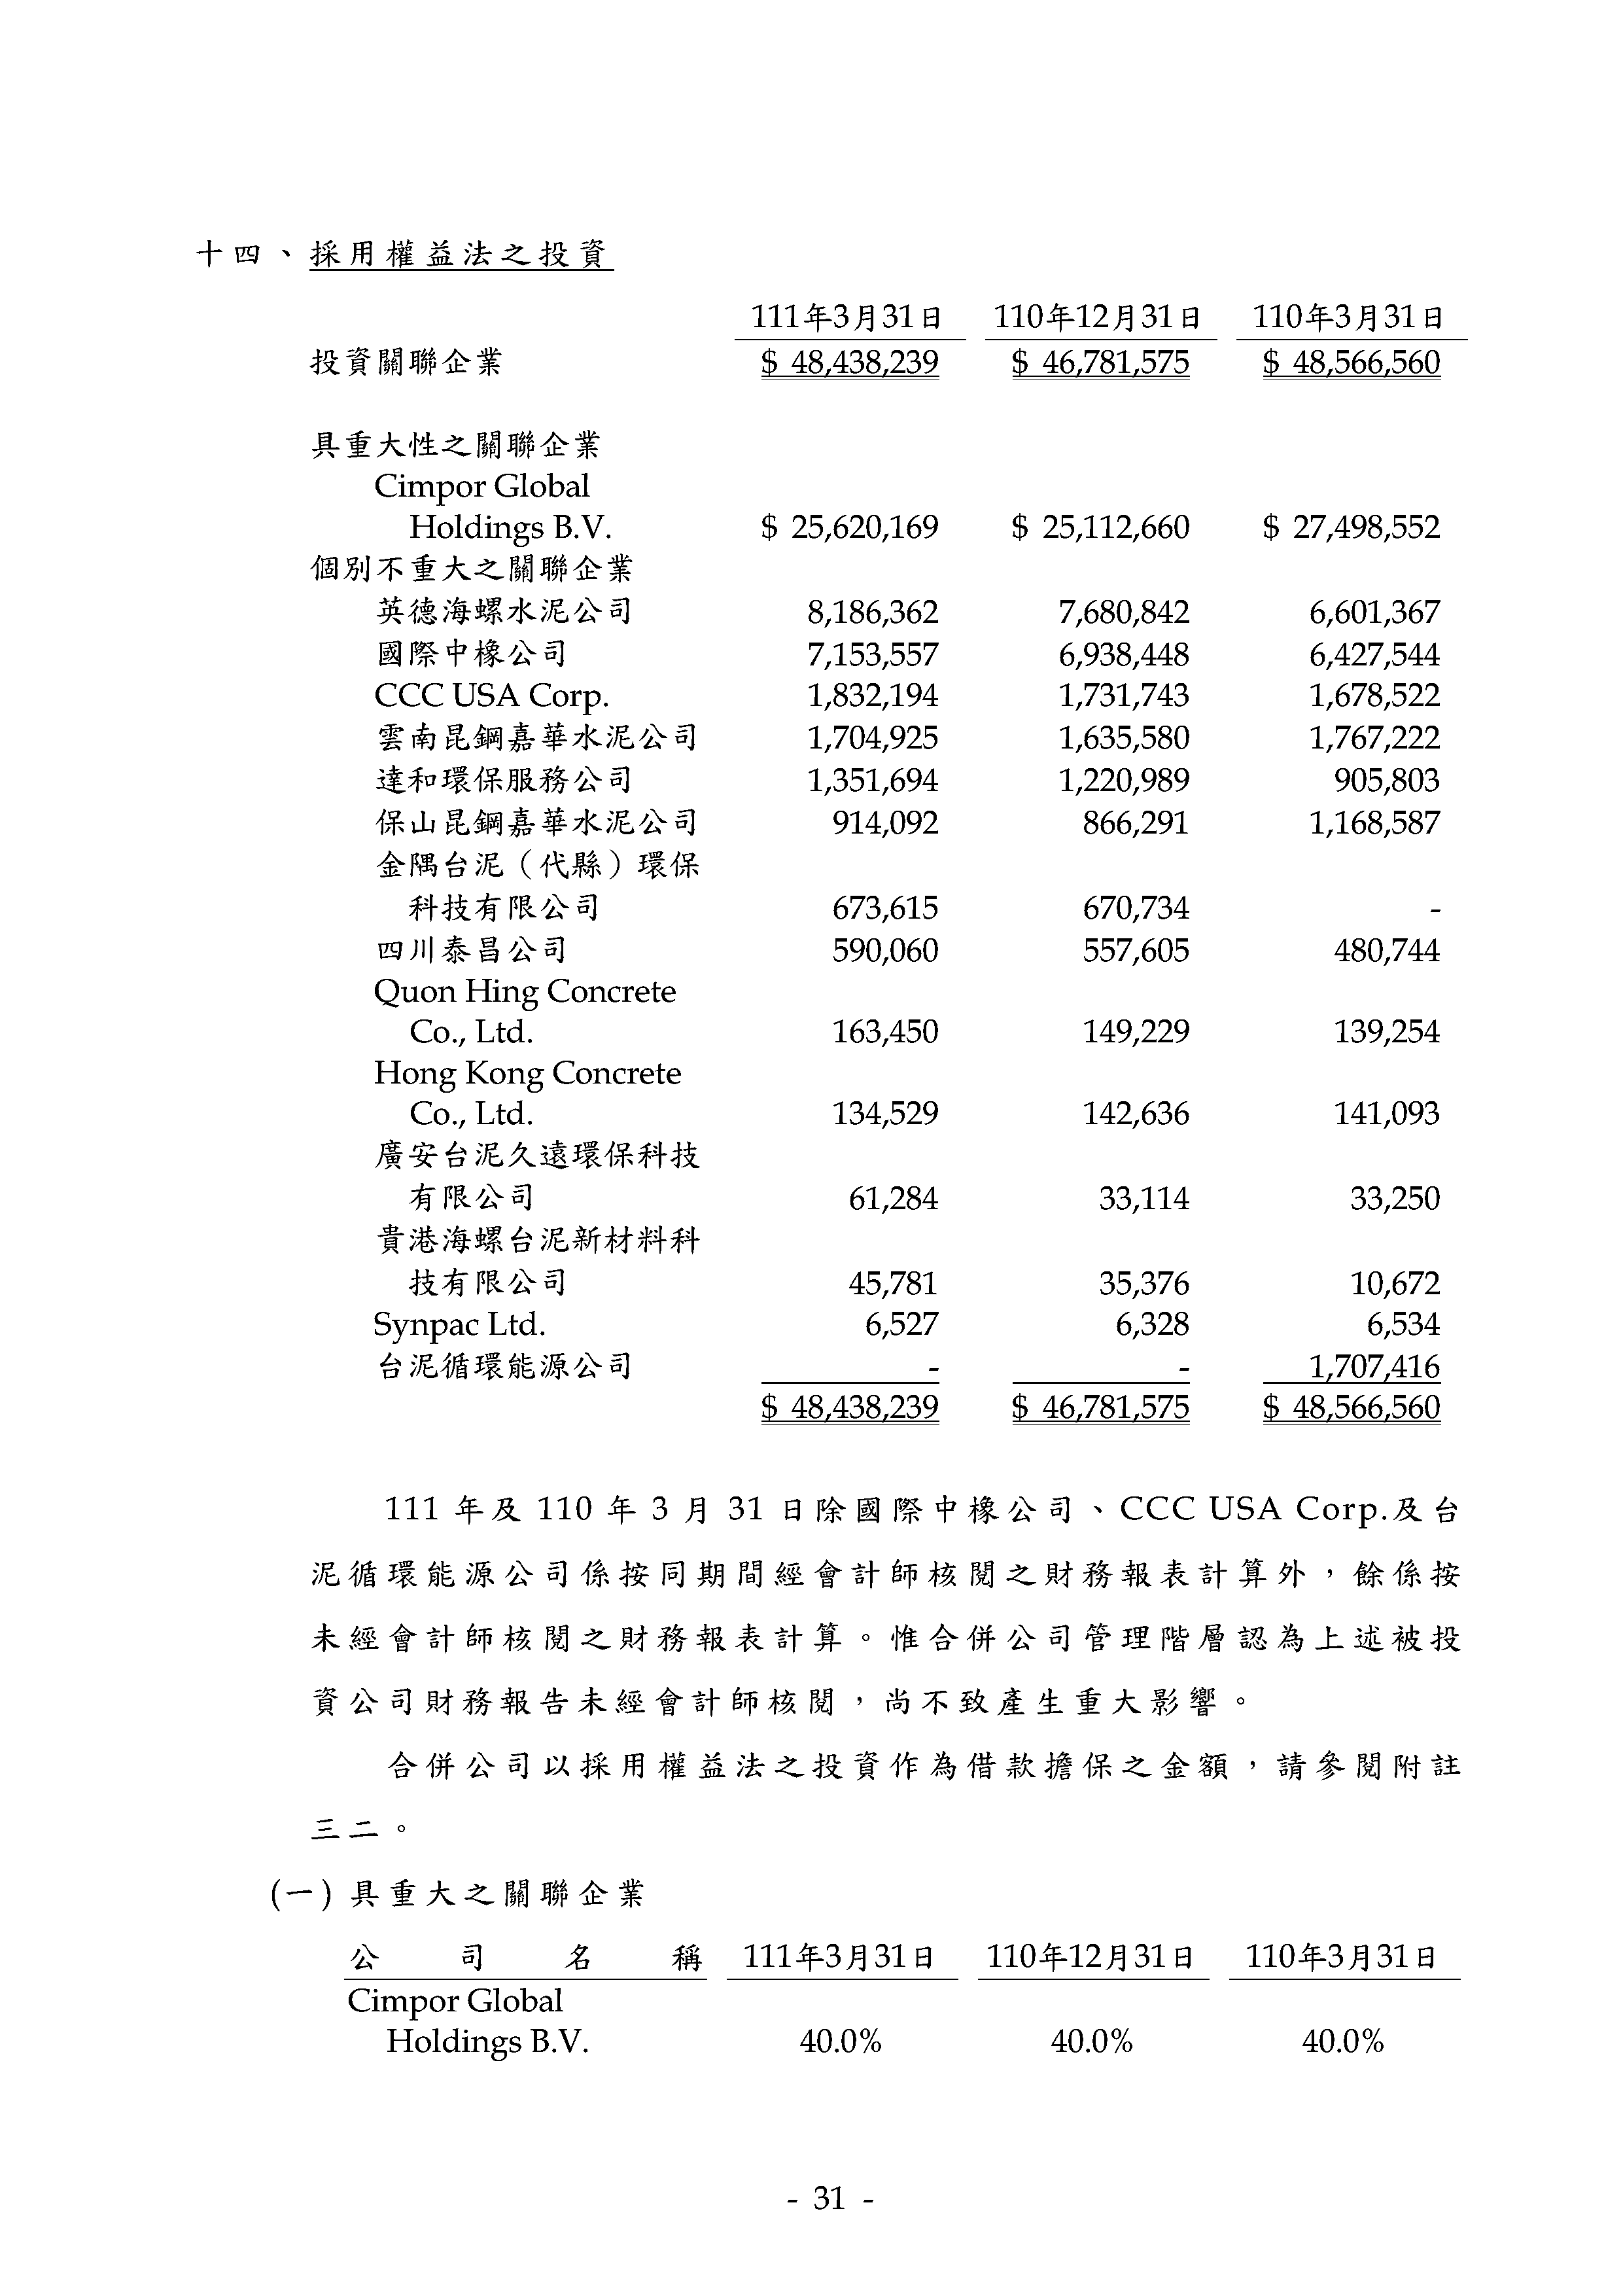 十四、採用權益法之投資
111年3月31日 110年12月31日 110年3月31日
投資關聯企業 $ 48,438,239 $ 46,781,575 $ 48,566,560
具重大性之關聯企業
Cimpor Global
Holdings B.V. $ 25,620,169 $ 25,112,660 $ 27,498,552
個別不重大之關聯企業
英德海螺水泥公司 8,186,362 7,680,842 6,601,367
國際中橡公司 7,153,557 6,938,448 6,427,544
CCC USA Corp. 1,832,194 1,731,743 1,678,522
雲南昆鋼嘉華水泥公司 1,704,925 1,635,580 1,767,222
達和環保服務公司 1,351,694 1,220,989 905,803
保山昆鋼嘉華水泥公司 914,092 866,291 1,168,587
金隅台泥（代縣）環保
科技有限公司 673,615 670,734 -
四川泰昌公司 590,060 557,605 480,744
Quon Hing Concrete
Co., Ltd. 163,450 149,229 139,254
Hong Kong Concrete
Co., Ltd. 134,529 142,636 141,093
廣安台泥久遠環保科技
有限公司 61,284 33,114 33,250
貴港海螺台泥新材料科
技有限公司 45,781 35,376 10,672
Synpac Ltd. 6,527 6,328 6,534
台泥循環能源公司 - - 1,707,416
$ 48,438,239 $ 46,781,575 $ 48,566,560
111 年及 110 年 3 月 31 日除國際中橡公司、CCC USA Corp.及台
泥循環能源公司係按同期間經會計師核閱之財務報表計算外，餘係按
未經會計師核閱之財務報表計算。惟合併公司管理階層認為上述被投
資公司財務報告未經會計師核閱，尚不致產生重大影響。
合併公司以採用權益法之投資作為借款擔保之金額，請參閱附註
三二。
(一) 具重大之關聯企業
公司名稱 111年3月31日 110年12月31日 110年3月31日
Cimpor Global
Holdings B.V. 40.0% 40.0% 40.0%
- 31 -